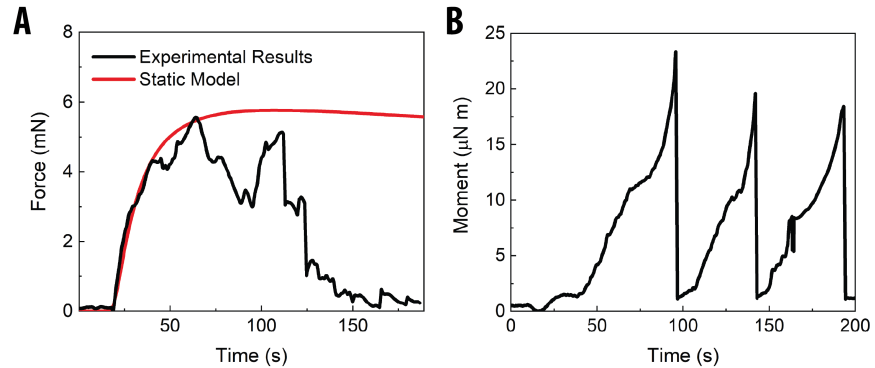 A
8
6
4
2
0
Force (mN)
Experimental Results
Static Model
50
100
150
Time (s)
B
25
20
15
10
5
0
Moment (μN m)
0
50
100
150
200
Time (s)